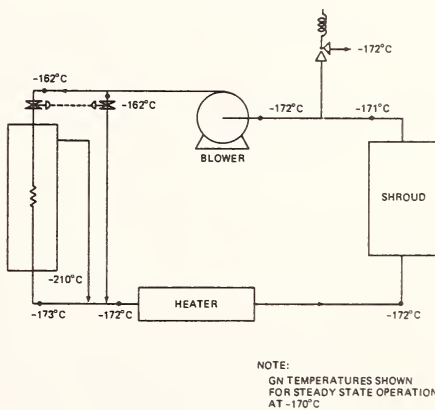 -172°C
-162°C
-162°C
-172°C
-171°C
BLOWER
SHROUD
-210°C
-173°C
-172°C
HEATER
-172°C
NOTE:
GN TEMPERATURES SHOWN
FOR STEADY STATE OPERATION
AT -170°C